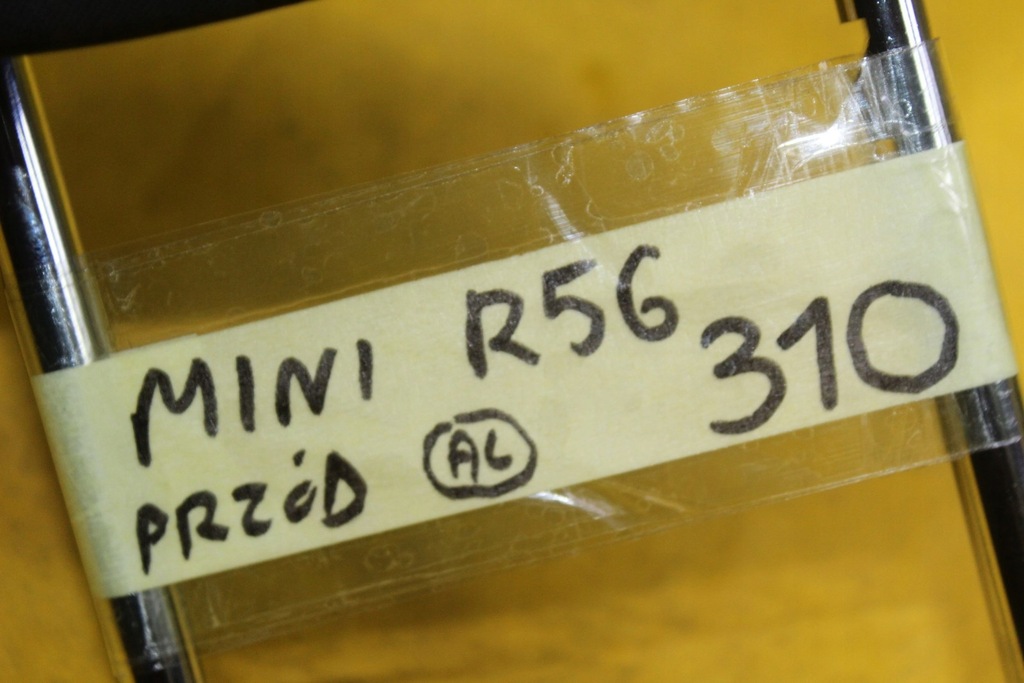 MINI R56 310
PRZÓD AL